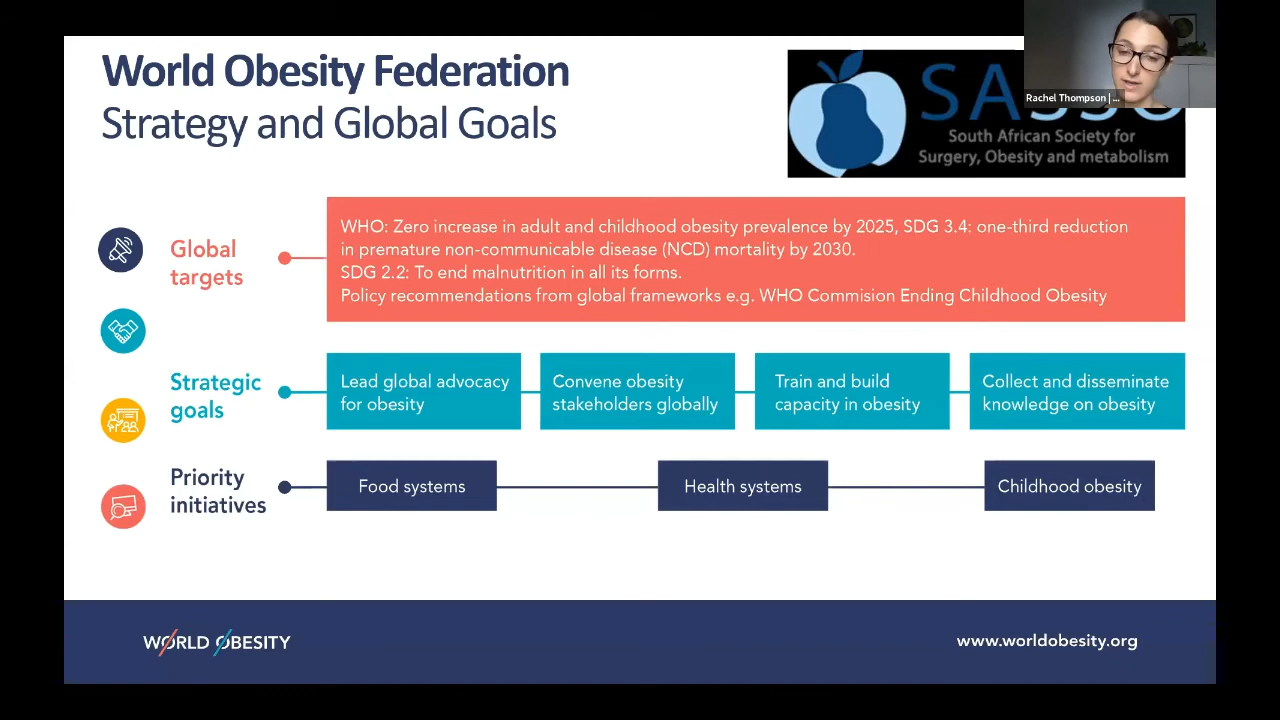 World Obesity Federation
Strategy and Global Goals
South African Society for
Surgery, Obesity and metabolism
Rachel Thompson | ...
Global
targets
WHO: Zero increase in adult and childhood obesity prevalence by 2025, SDG 3.4: one-third reduction
in premature non-communicable disease (NCD) mortality by 2030.
SDG 2.2: To end malnutrition in all its forms.
Policy recommendations from global frameworks e.g. WHO Commision Ending Childhood Obesity
Strategic
goals
Lead global advocacy
for obesity
Convene obesity
stakeholders globally
Train and build
capacity in obesity
Collect and disseminate
knowledge on obesity
Priority
initiatives
Food systems
Health systems
Childhood obesity
WORLD OBESITY
www.worldobesity.org